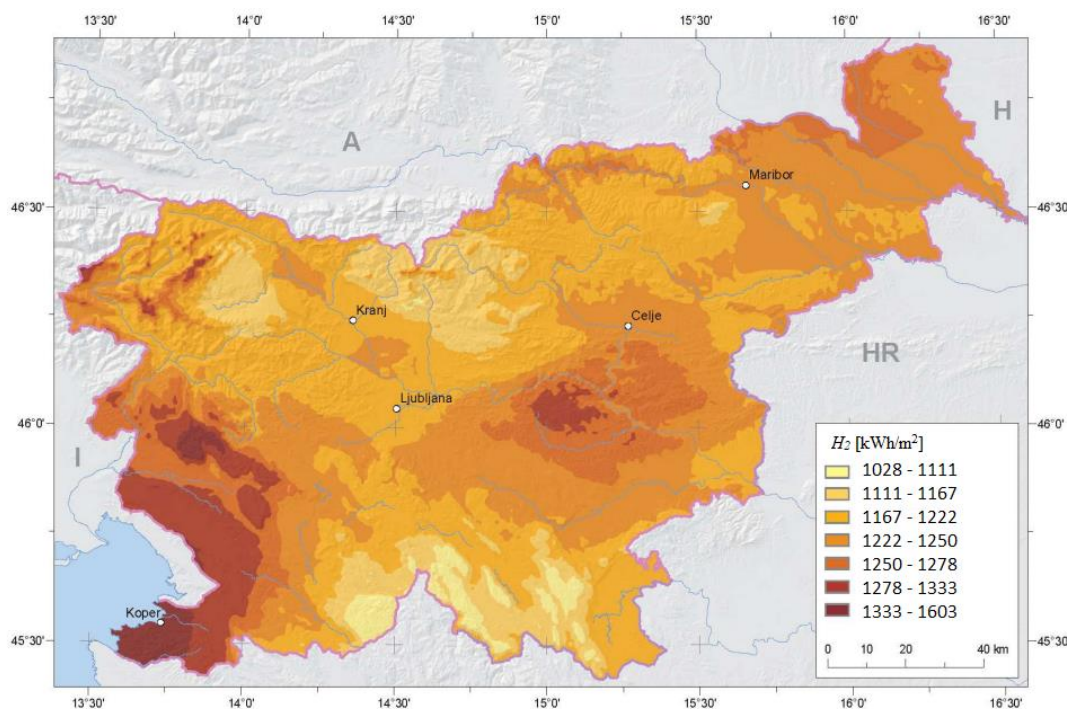 13°30' 14°0' 14°30' 15°0' 15°30' 16°0' 16°30'
H
A
Maribor
46°30' 46°30'
Kranj
Celje
HR
Ljubljana
46°0' 46°0'
I
H₂ [kWh/m²]
1028 - 1111
1111 - 1167
1167 - 1222
1222 - 1250
1250 - 1278
1278 - 1333
1333 - 1603
Koper
45°30' 45°30'
0 10 20 40 km
13°30' 14°0' 14°30' 15°0' 15°30' 16°0' 16°30'